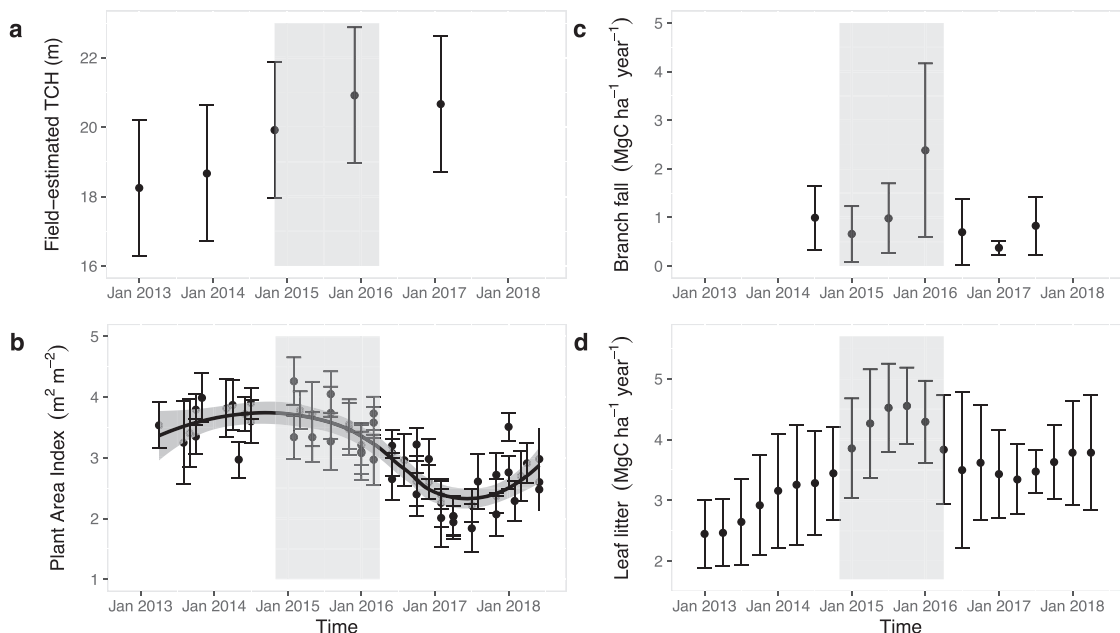 a
Field−estimated TCH (m)
22
20
18
16
Jan 2013 Jan 2014 Jan 2015 Jan 2016 Jan 2017 Jan 2018
c
Branch fall (MgC ha⁻¹ year⁻¹)
5
4
3
2
1
0
Jan 2013 Jan 2014 Jan 2015 Jan 2016 Jan 2017 Jan 2018
b
Plant Area Index (m² m⁻²)
5
4
3
2
1
Jan 2013 Jan 2014 Jan 2015 Jan 2016 Jan 2017 Jan 2018
Time
d
Leaf litter (MgC ha⁻¹ year⁻¹)
5
4
3
2
Jan 2013 Jan 2014 Jan 2015 Jan 2016 Jan 2017 Jan 2018
Time